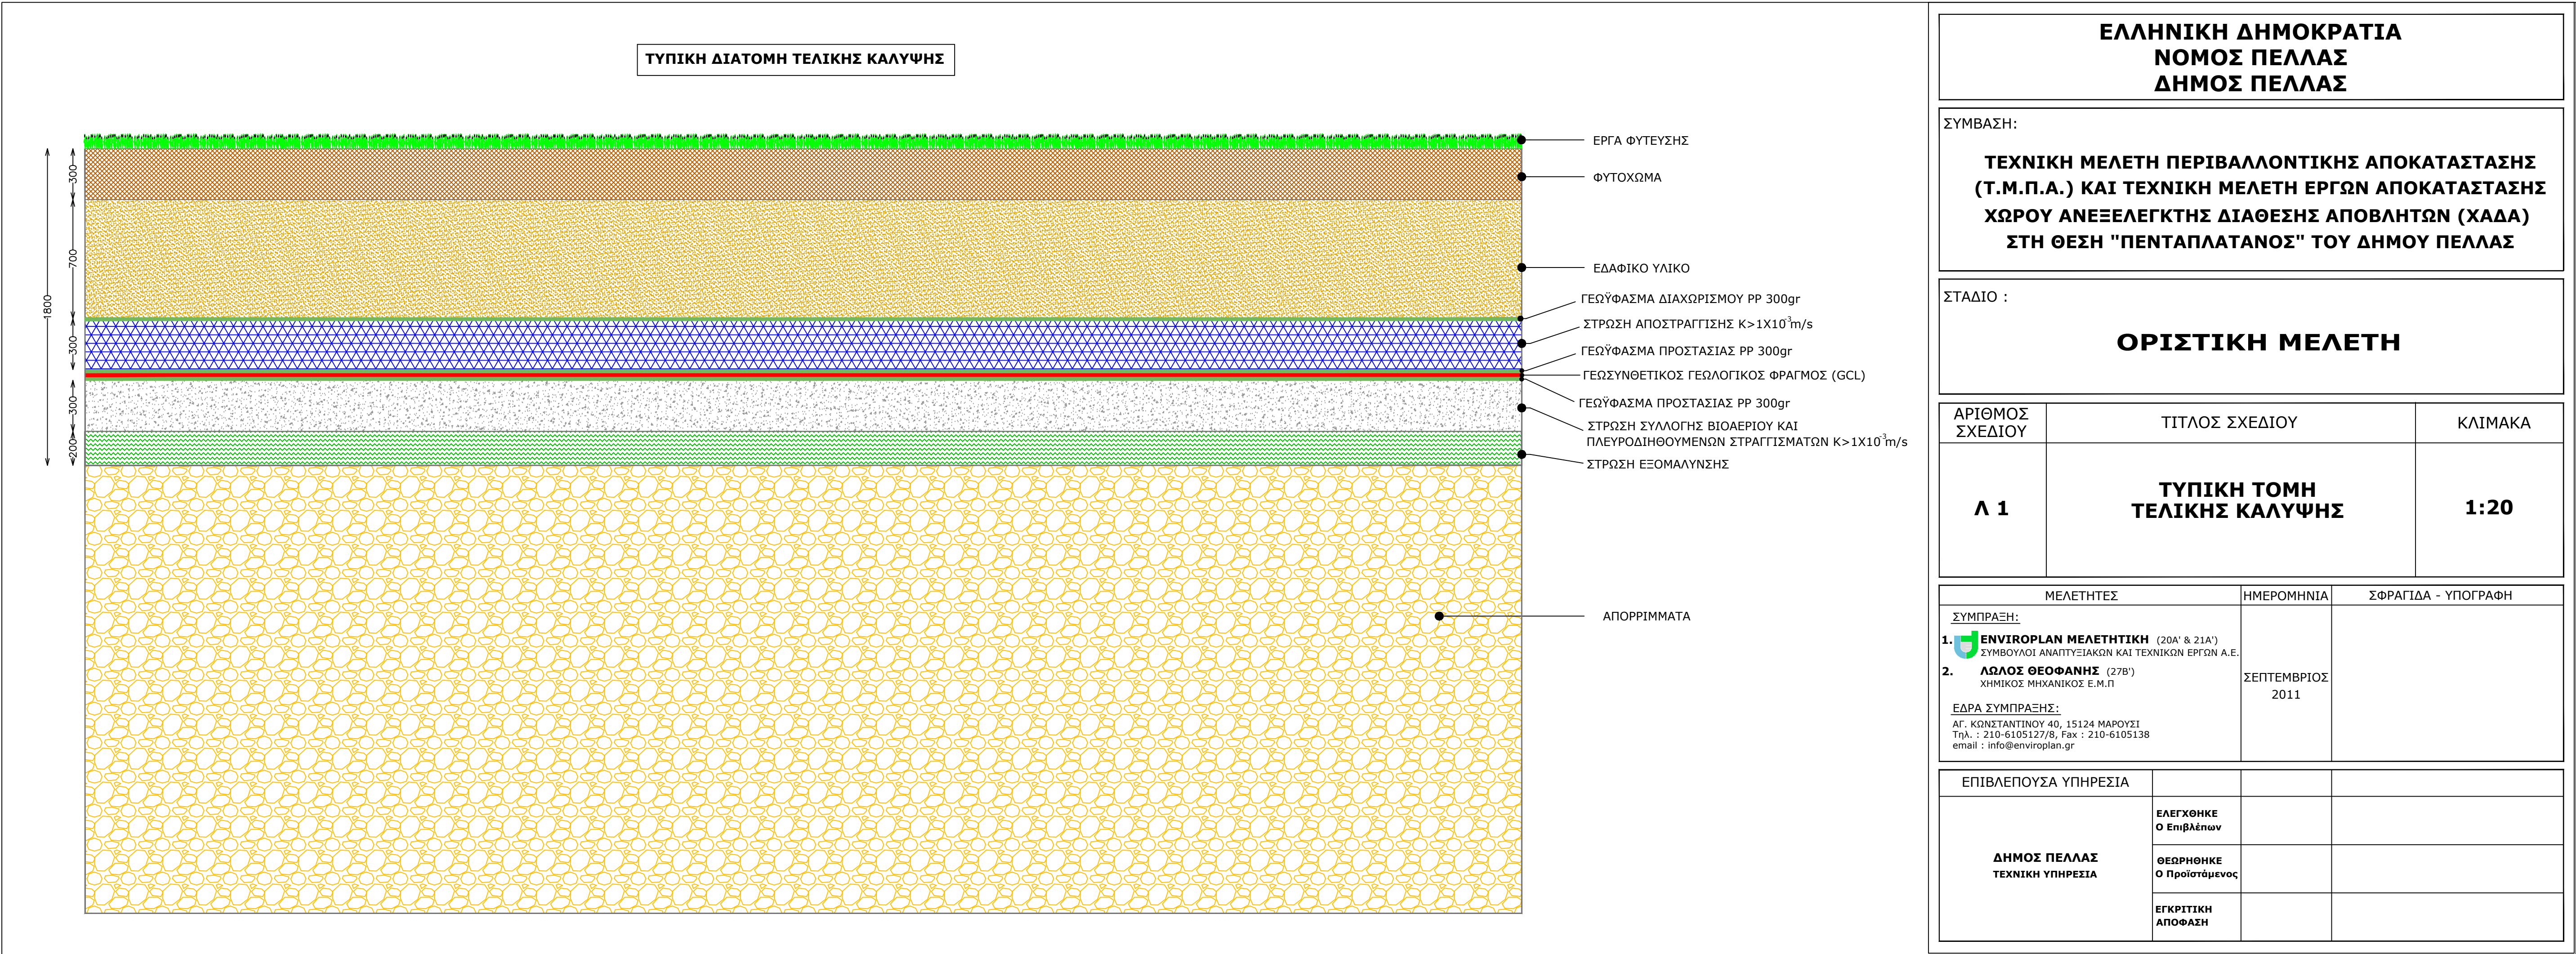 ΤΥΠΙΚΗ ΔΙΑΤΟΜΗ ΤΕΛΙΚΗΣ ΚΑΛΥΨΗΣ
1800
300
700
300
300
200
ΕΡΓΑ ΦΥΤΕΥΣΗΣ
ΦΥΤΟΧΩΜΑ
ΕΔΑΦΙΚΟ ΥΛΙΚΟ
ΓΕΩΫΦΑΣΜΑ ΔΙΑΧΩΡΙΣΜΟΥ PP 300gr
ΣΤΡΩΣΗ ΑΠΟΣΤΡΑΓΓΙΣΗΣ K>1X10⁻³m/s
ΓΕΩΫΦΑΣΜΑ ΠΡΟΣΤΑΣΙΑΣ PP 300gr
ΓΕΩΣΥΝΘΕΤΙΚΟΣ ΓΕΩΛΟΓΙΚΟΣ ΦΡΑΓΜΟΣ (GCL)
ΓΕΩΫΦΑΣΜΑ ΠΡΟΣΤΑΣΙΑΣ PP 300gr
ΣΤΡΩΣΗ ΣΥΛΛΟΓΗΣ ΒΙΟΑΕΡΙΟΥ ΚΑΙ
ΠΛΕΥΡΟΔΙΗΘΟΥΜΕΝΩΝ ΣΤΡΑΓΓΙΣΜΑΤΩΝ K>1X10⁻³m/s
ΣΤΡΩΣΗ ΕΞΟΜΑΛΥΝΣΗΣ
ΑΠΟΡΡΙΜΜΑΤΑ
ΕΛΛΗΝΙΚΗ ΔΗΜΟΚΡΑΤΙΑ
ΝΟΜΟΣ ΠΕΛΛΑΣ
ΔΗΜΟΣ ΠΕΛΛΑΣ
ΣΥΜΒΑΣΗ:
ΤΕΧΝΙΚΗ ΜΕΛΕΤΗ ΠΕΡΙΒΑΛΛΟΝΤΙΚΗΣ ΑΠΟΚΑΤΑΣΤΑΣΗΣ
(Τ.Μ.Π.Α.) ΚΑΙ ΤΕΧΝΙΚΗ ΜΕΛΕΤΗ ΕΡΓΩΝ ΑΠΟΚΑΤΑΣΤΑΣΗΣ
ΧΩΡΟΥ ΑΝΕΞΕΛΕΓΚΤΗΣ ΔΙΑΘΕΣΗΣ ΑΠΟΒΛΗΤΩΝ (ΧΑΔΑ)
ΣΤΗ ΘΕΣΗ "ΠΕΝΤΑΠΛΑΤΑΝΟΣ" ΤΟΥ ΔΗΜΟΥ ΠΕΛΛΑΣ
ΣΤΑΔΙΟ :
ΟΡΙΣΤΙΚΗ ΜΕΛΕΤΗ
ΑΡΙΘΜΟΣ
ΣΧΕΔΙΟΥ
ΤΙΤΛΟΣ ΣΧΕΔΙΟΥ
ΚΛΙΜΑΚΑ
Λ 1
ΤΥΠΙΚΗ ΤΟΜΗ
ΤΕΛΙΚΗΣ ΚΑΛΥΨΗΣ
1:20
ΜΕΛΕΤΗΤΕΣ
ΗΜΕΡΟΜΗΝΙΑ
ΣΦΡΑΓΙΔΑ - ΥΠΟΓΡΑΦΗ
ΣΥΜΠΡΑΞΗ:
1. ENVIROPLAN ΜΕΛΕΤΗΤΙΚΗ (20Α' & 21Α')
ΣΥΜΒΟΥΛΟΙ ΑΝΑΠΤΥΞΙΑΚΩΝ ΚΑΙ ΤΕΧΝΙΚΩΝ ΕΡΓΩΝ Α.Ε.
2. ΛΩΛΟΣ ΘΕΟΦΑΝΗΣ (27Β')
ΧΗΜΙΚΟΣ ΜΗΧΑΝΙΚΟΣ Ε.Μ.Π
ΕΔΡΑ ΣΥΜΠΡΑΞΗΣ:
ΑΓ. ΚΩΝΣΤΑΝΤΙΝΟΥ 40, 15124 ΜΑΡΟΥΣΙ
Τηλ. : 210-6105127/8, Fax : 210-6105138
email : info@enviroplan.gr
ΣΕΠΤΕΜΒΡΙΟΣ
2011
ΕΠΙΒΛΕΠΟΥΣΑ ΥΠΗΡΕΣΙΑ
ΔΗΜΟΣ ΠΕΛΛΑΣ
ΤΕΧΝΙΚΗ ΥΠΗΡΕΣΙΑ
ΕΛΕΓΧΘΗΚΕ
Ο Επιβλέπων
ΘΕΩΡΗΘΗΚΕ
Ο Προϊστάμενος
ΕΓΚΡΙΤΙΚΗ
ΑΠΟΦΑΣΗ